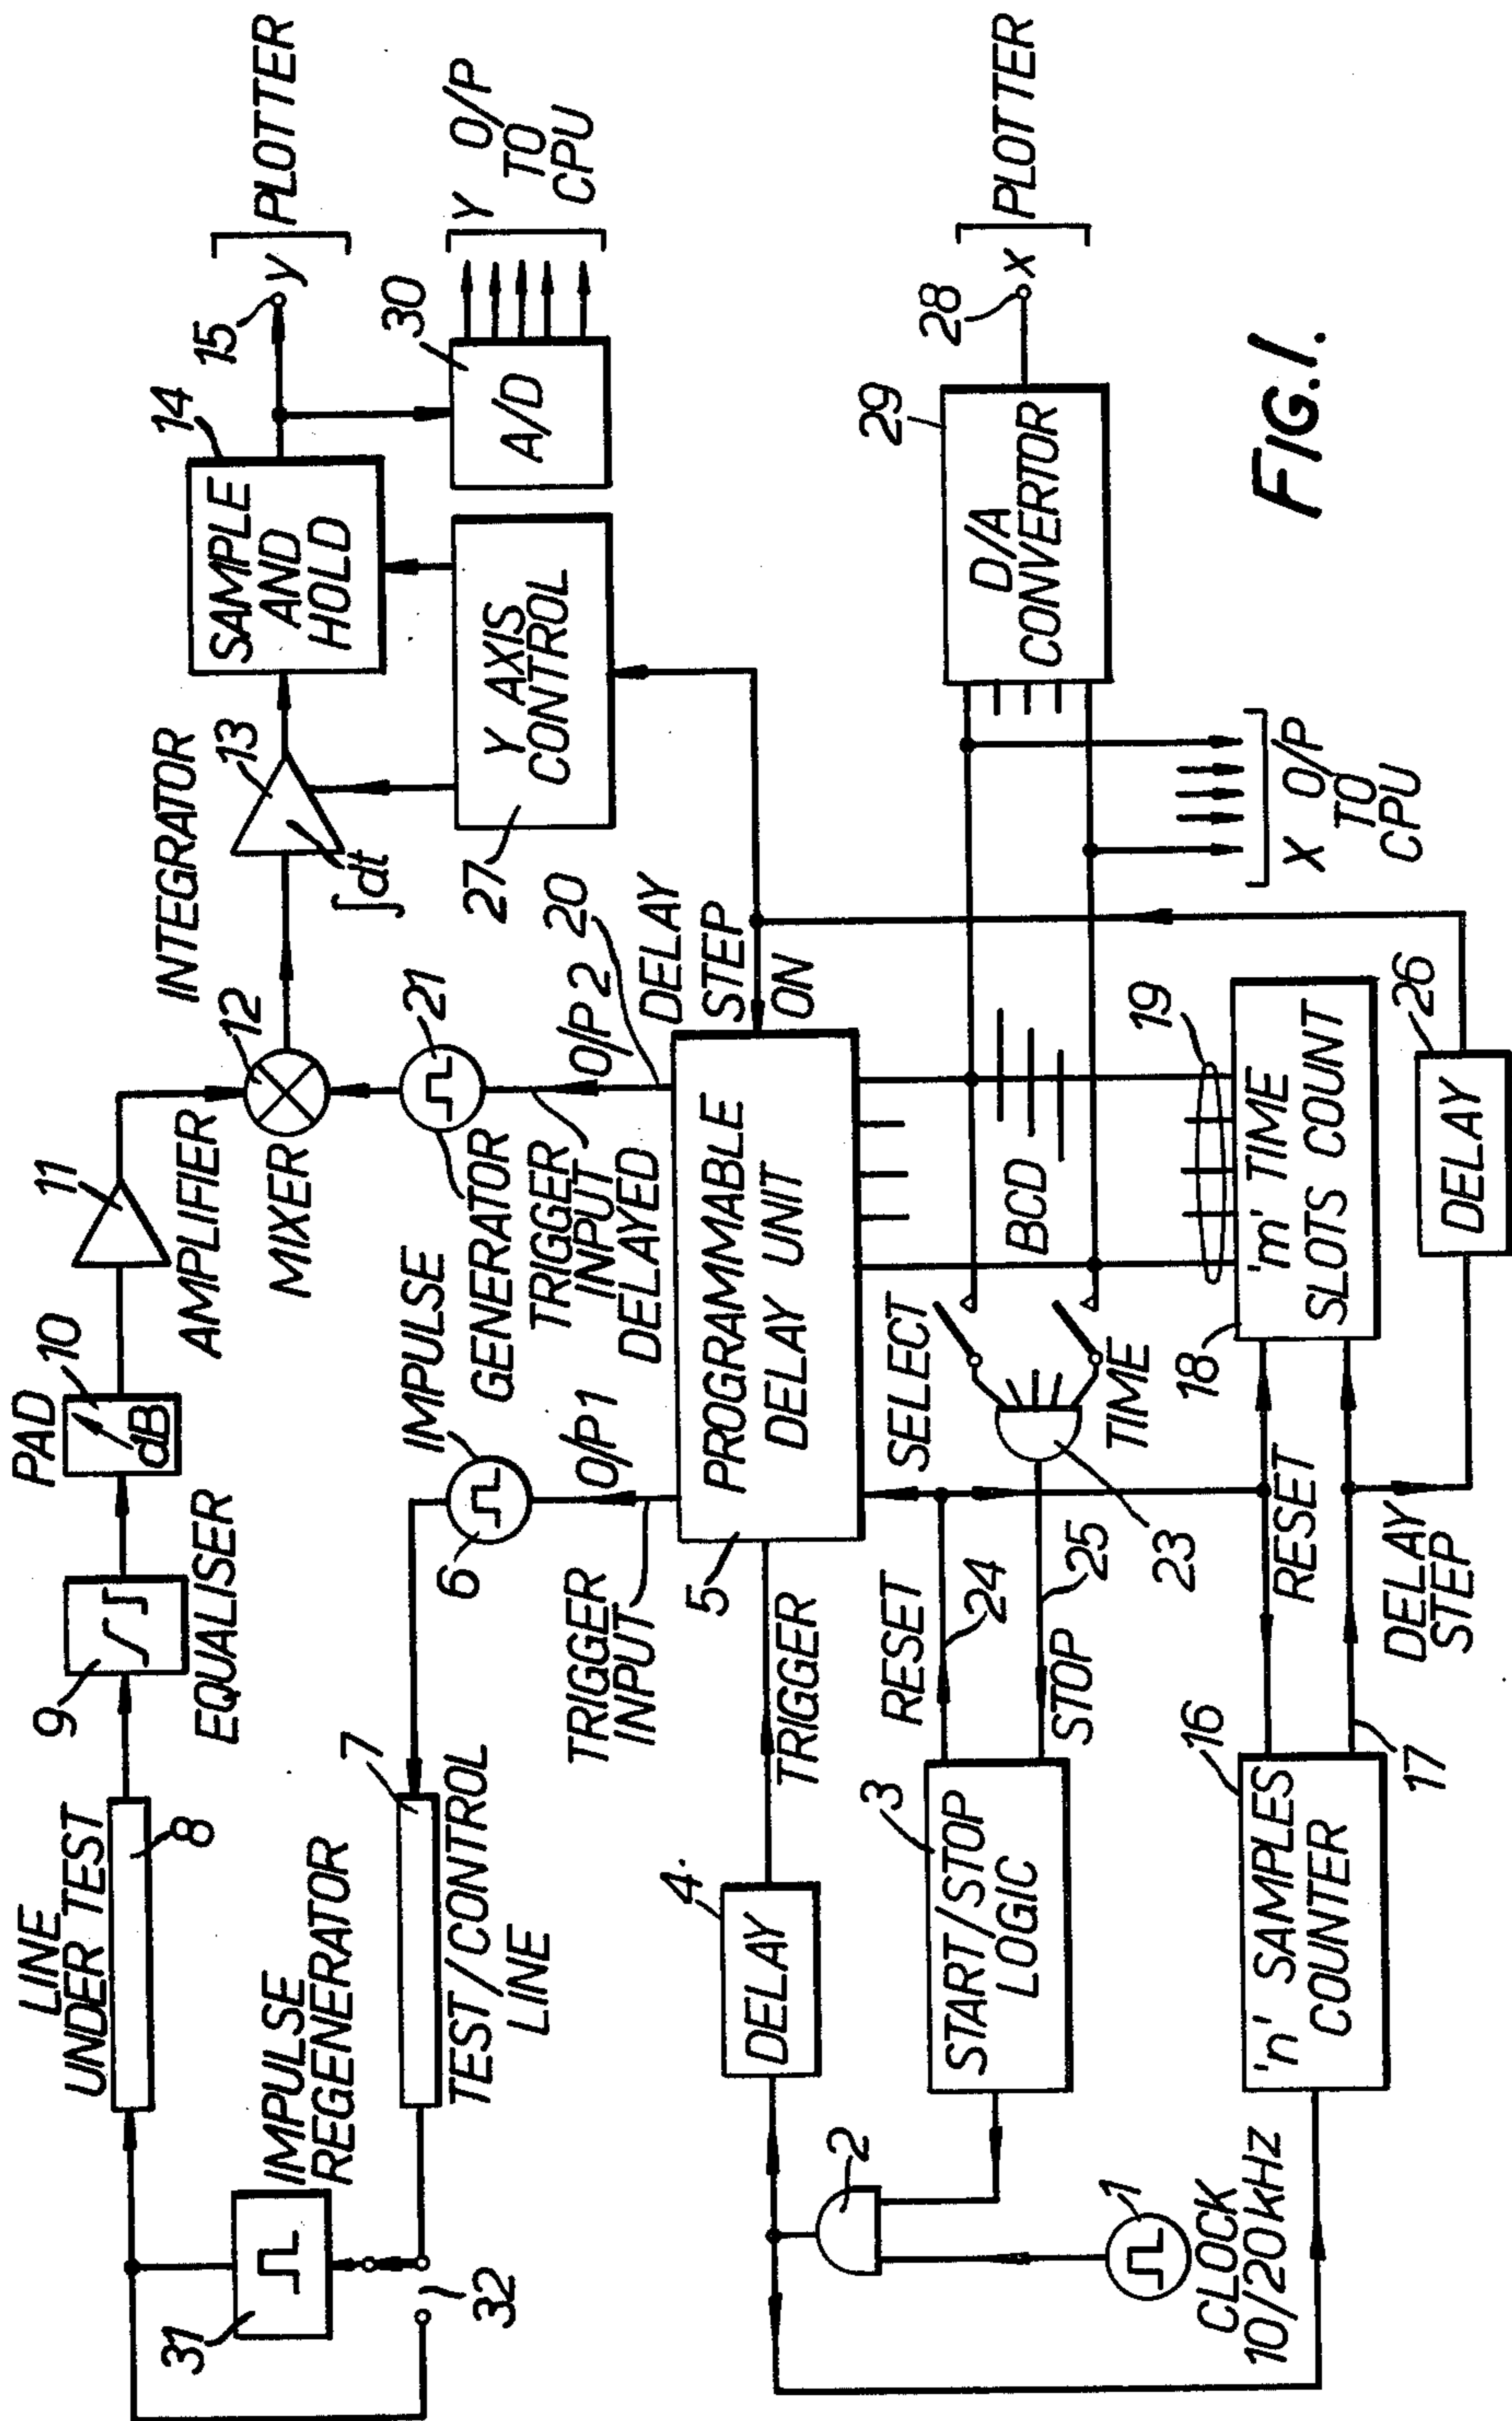 LINE
UNDER TEST
8
9
EQUALISER
PAD
10
dB
11
AMPLIFIER
12
MIXER
INTEGRATOR
13
∫dt
14
SAMPLE
AND
HOLD
15
y
PLOTTER
30
A/D
Y O/P
TO
CPU
Y AXIS
CONTROL
27
31
IMPULSE
REGENERATOR
32
7
TEST/CONTROL
LINE
6
IMPULSE
GENERATOR
21
TRIGGER
INPUT
O/P 1
TRIGGER
INPUT
DELAYED
O/P 2
20
DELAY
STEP
ON
4
DELAY
TRIGGER
5
PROGRAMMABLE
DELAY UNIT
2
1
CLOCK
10/20kHz
3
START/STOP
LOGIC
RESET
24
STOP
25
23
SELECT
TIME
BCD
29
D/A
CONVERTOR
28
x
PLOTTER
X O/P
TO
CPU
16
'n' SAMPLES
COUNTER
17
RESET
DELAY
STEP
18
'm' TIME
SLOTS COUNT
19
26
DELAY
FIG.1.